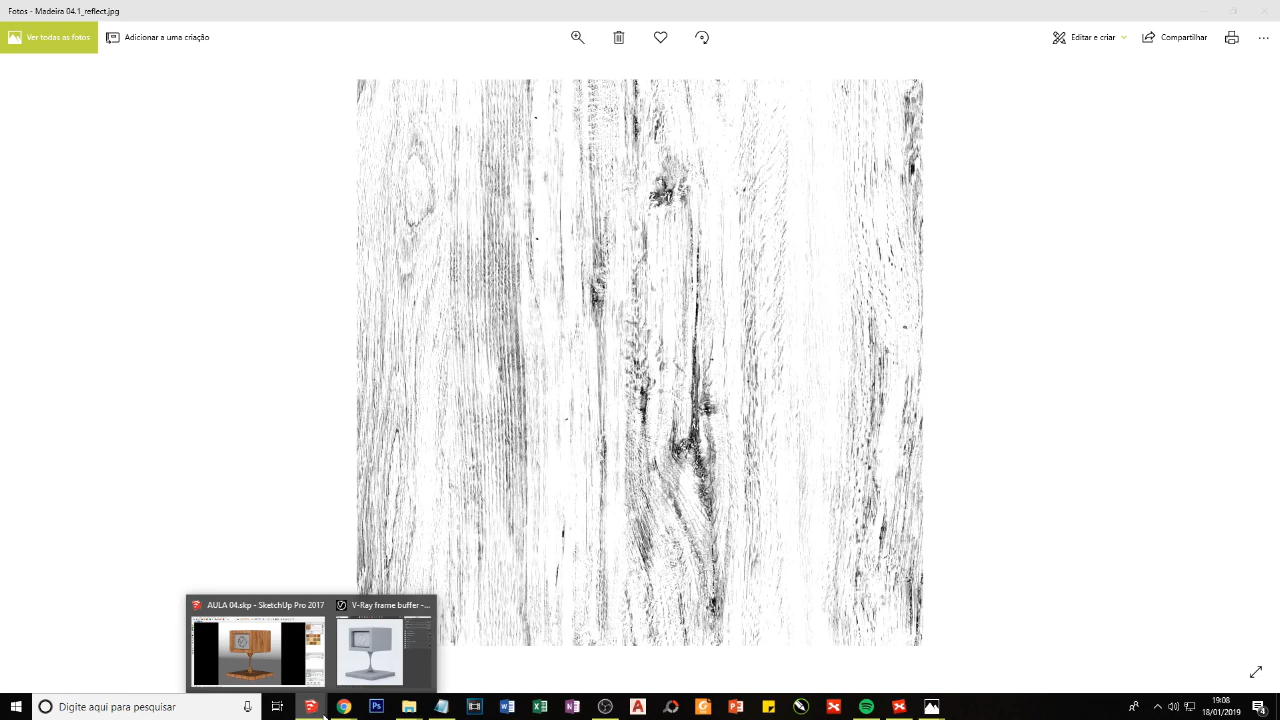 Fotos - Madeira 04.1_reflect.jpg
Ver todas as fotos
Adicionar a uma criação
Editar e criar
Compartilhar
AULA 04.skp - SketchUp Pro 2017
V-Ray frame buffer -...
Digite aqui para pesquisar
19:08
18/01/2019